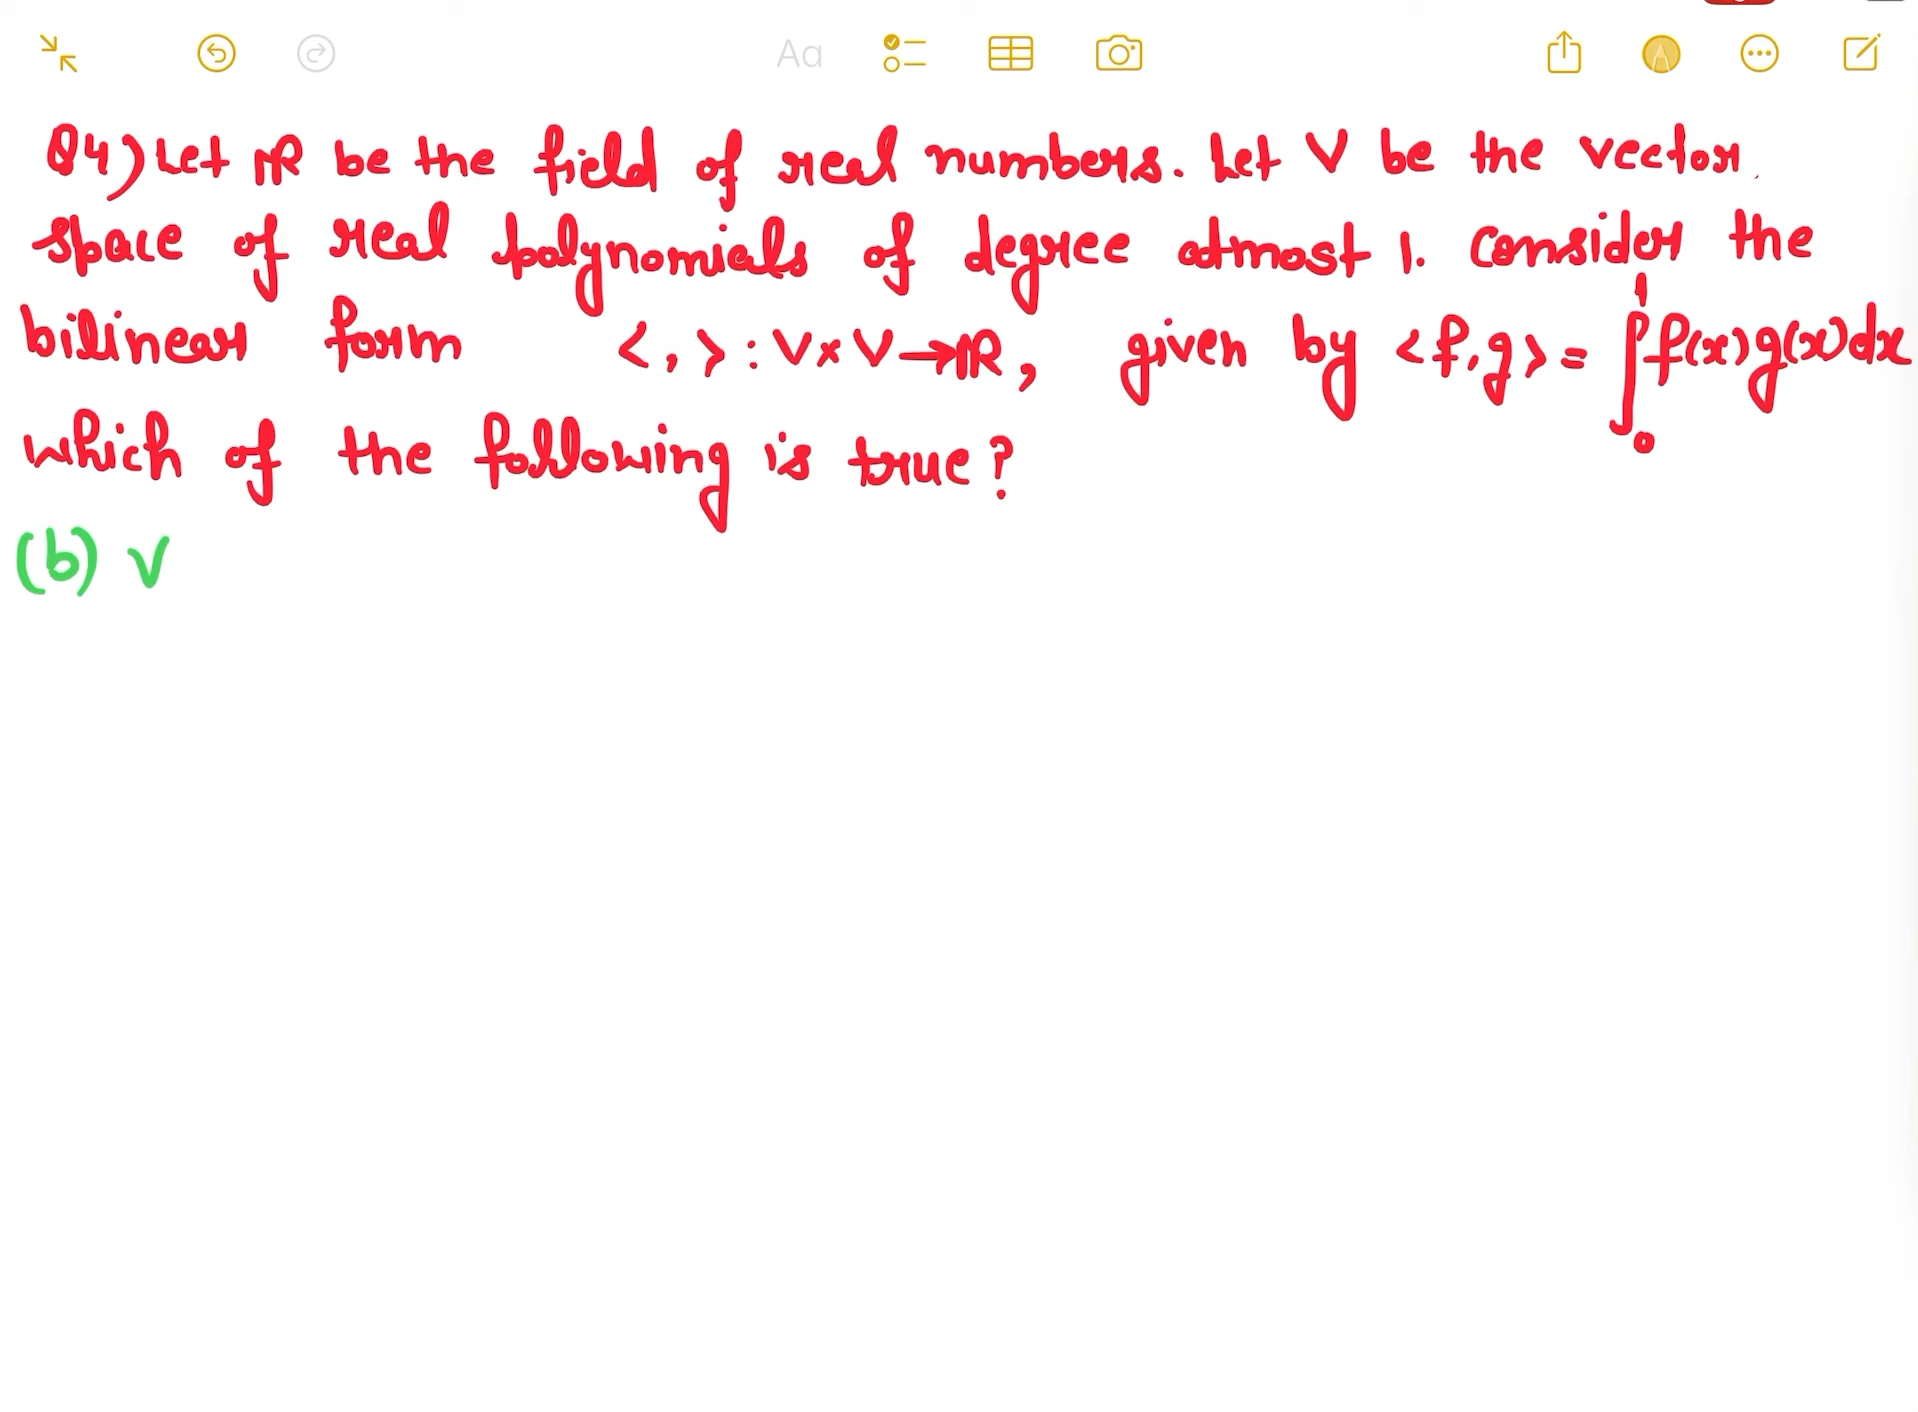 Aa
Q4) Let ℝ be the field of real numbers. Let V be the vector
space of real polynomials of degree atmost 1. Consider the
bilinear form <,>: V×V→ℝ, given by <f,g> = ∫₀¹ f(x)g(x)dx
which of the following is true?
(b) V